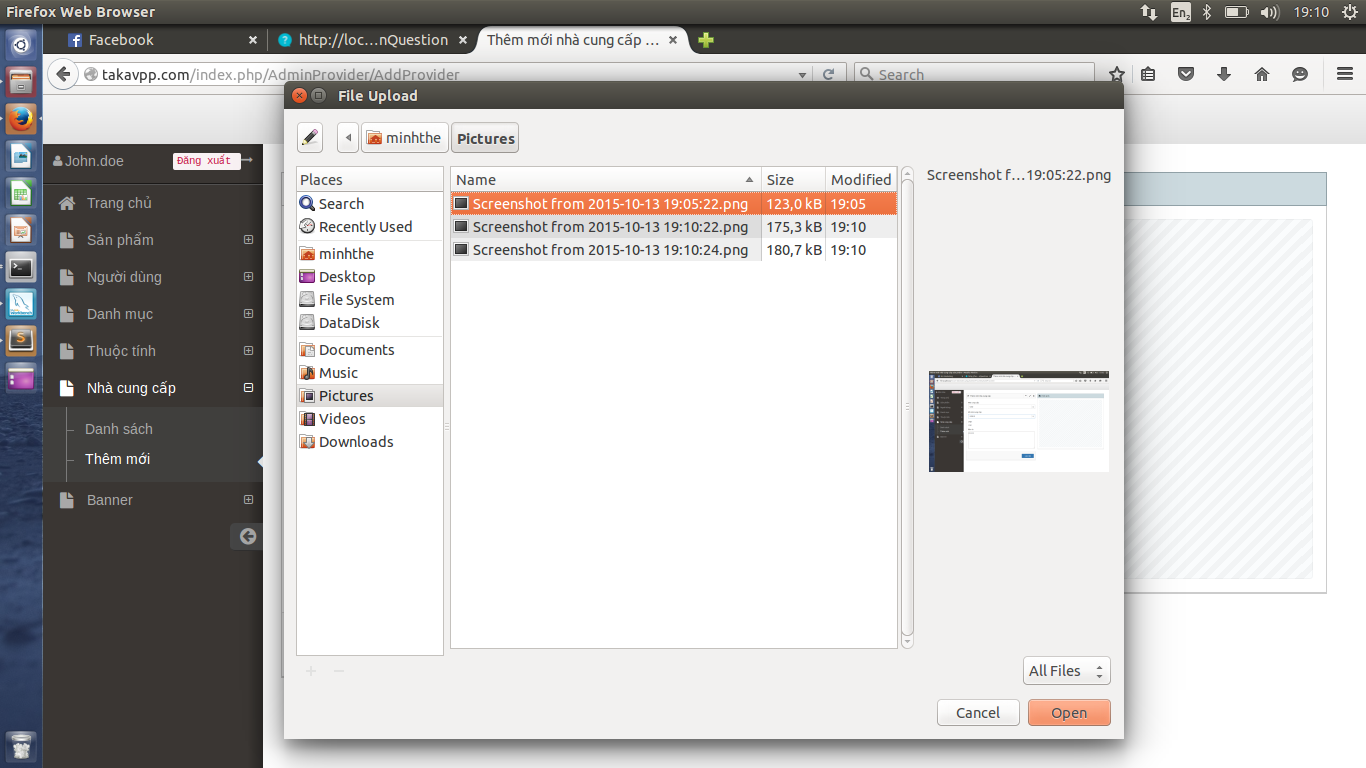 Firefox Web Browser
En2
19:10
Facebook
http://loc...nQuestion
Thêm mới nhà cung cấp ...
takavpp.com/index.php/AdminProvider/AddProvider
Search
File Upload
minhthe
Pictures
John.doe
Đăng xuất
Trang chủ
Sản phẩm
Người dùng
Danh mục
Thuộc tính
Nhà cung cấp
Danh sách
Thêm mới
Banner
Places
Search
Recently Used
minhthe
Desktop
File System
DataDisk
Documents
Music
Pictures
Videos
Downloads
Name Size Modified
Screenshot from 2015-10-13 19:05:22.png 123,0 kB 19:05
Screenshot from 2015-10-13 19:10:22.png 175,3 kB 19:10
Screenshot from 2015-10-13 19:10:24.png 180,7 kB 19:10
Screenshot f...19:05:22.png
All Files
Cancel
Open